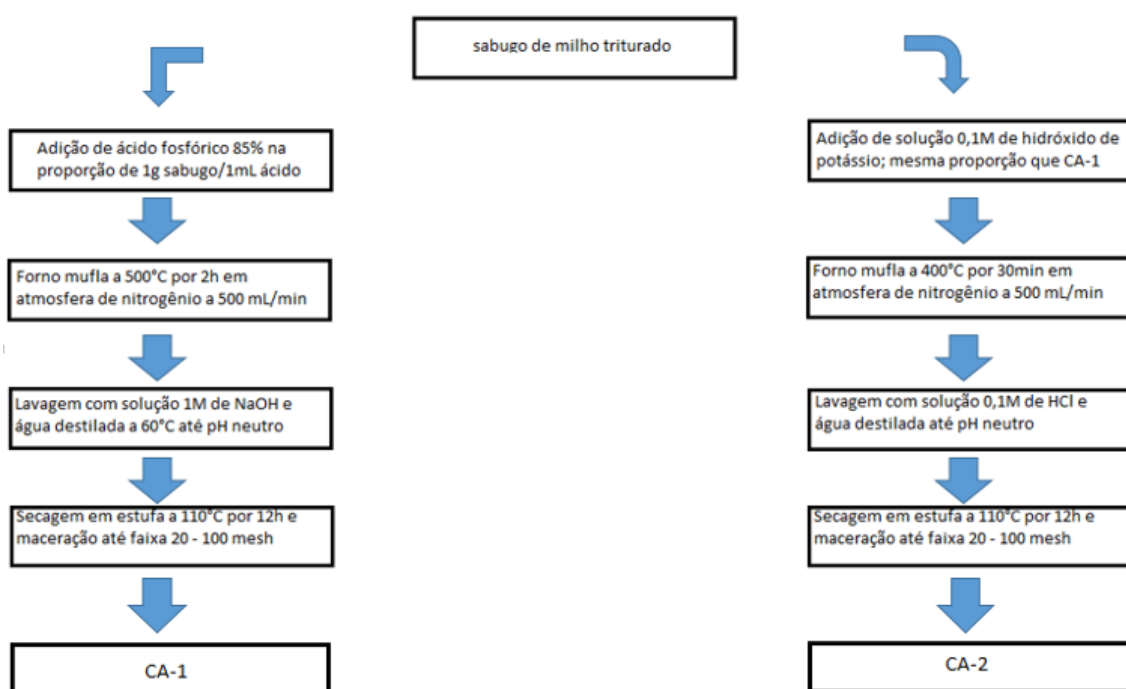 sabugo de milho triturado
Adição de ácido fosfórico 85% na
proporção de 1g sabugo/1mL ácido
Forno mufla a 500°C por 2h em
atmosfera de nitrogênio a 500 mL/min
Lavagem com solução 1M de NaOH e
água destilada a 60°C até pH neutro
Secagem em estufa a 110°C por 12h e
maceração até faixa 20 - 100 mesh
CA-1
Adição de solução 0,1M de hidróxido de
potássio; mesma proporção que CA-1
Forno mufla a 400°C por 30min em
atmosfera de nitrogênio a 500 mL/min
Lavagem com solução 0,1M de HCl e
água destilada até pH neutro
Secagem em estufa a 110°C por 12h e
maceração até faixa 20 - 100 mesh
CA-2